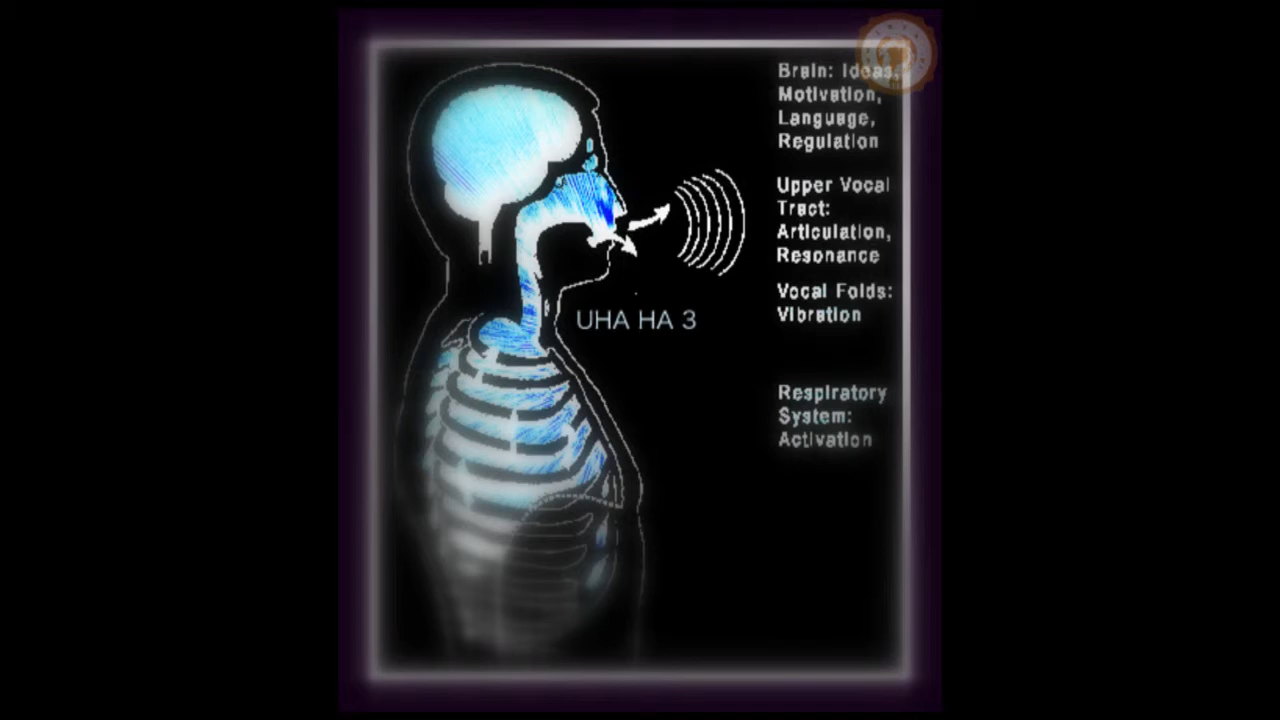 Brain: Ideas,
Motivation,
Language,
Regulation
Upper Vocal
Tract:
Articulation,
Resonance
Vocal Folds:
Vibration
UHA HA 3
Respiratory
System:
Activation